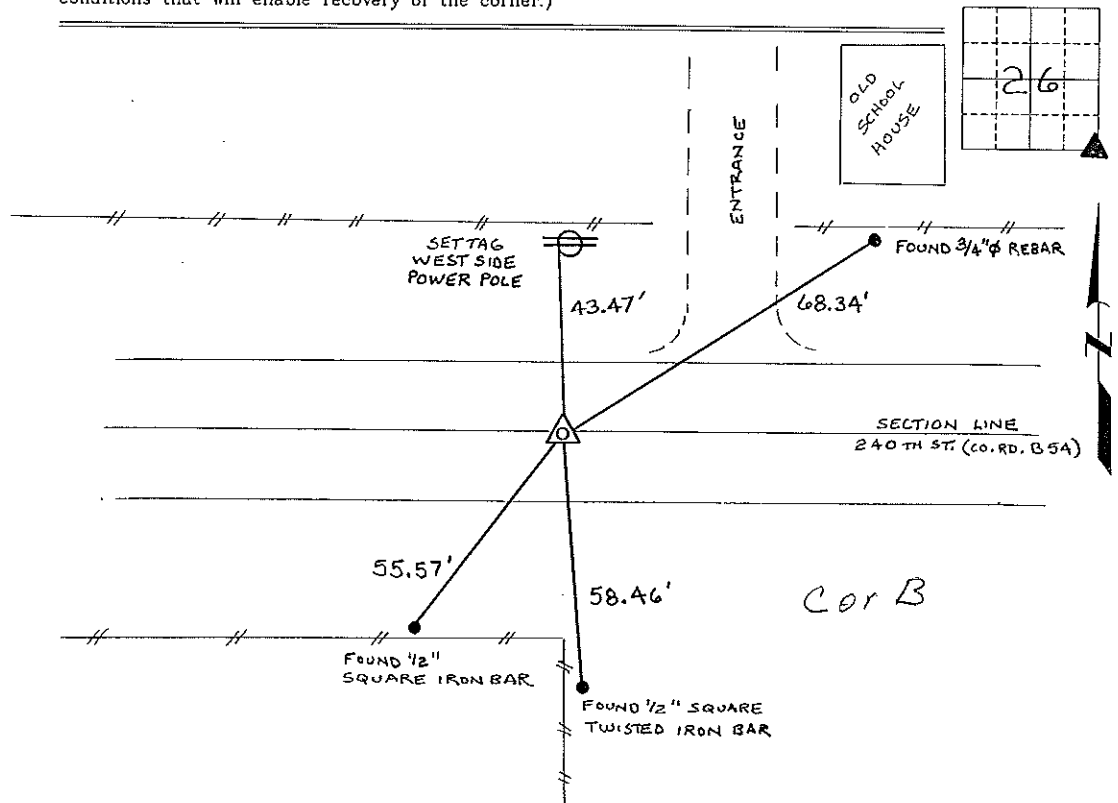 conditions that will enable recovery of the corner.)
26
OLD
SCHOOL
HOUSE
ENTRANCE
SET TAG
WEST SIDE
POWER POLE
FOUND 3/4"φ REBAR
43.47'
68.34'
N
SECTION LINE
240TH ST. (CO. RD. B54)
55.57'
58.46'
Cor B
FOUND 1/2"
SQUARE IRON BAR
FOUND 1/2" SQUARE
TWISTED IRON BAR